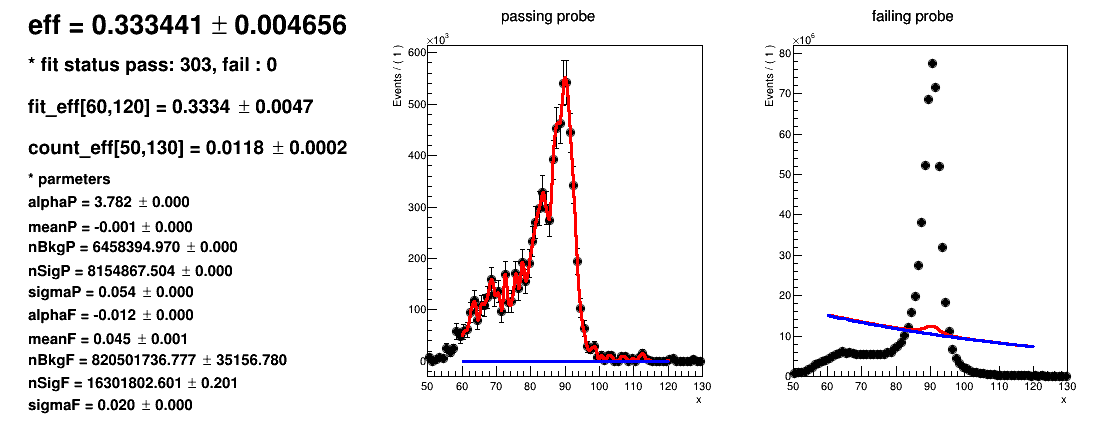 eff = 0.333441 ± 0.004656
* fit status pass: 303, fail : 0
fit_eff[60,120] = 0.3334 ± 0.0047
count_eff[50,130] = 0.0118 ± 0.0002
* parmeters
alphaP = 3.782 ± 0.000
meanP = -0.001 ± 0.000
nBkgP = 6458394.970 ± 0.000
nSigP = 8154867.504 ± 0.000
sigmaP = 0.054 ± 0.000
alphaF = -0.012 ± 0.000
meanF = 0.045 ± 0.001
nBkgF = 820501736.777 ± 35156.780
nSigF = 16301802.601 ± 0.201
sigmaF = 0.020 ± 0.000
passing probe
×10³
Events / ( 1 )
600
500
400
300
200
100
0
50 60 70 80 90 100 110 120 130
x
failing probe
×10⁶
Events / ( 1 )
80
70
60
50
40
30
20
10
0
50 60 70 80 90 100 110 120 130
x